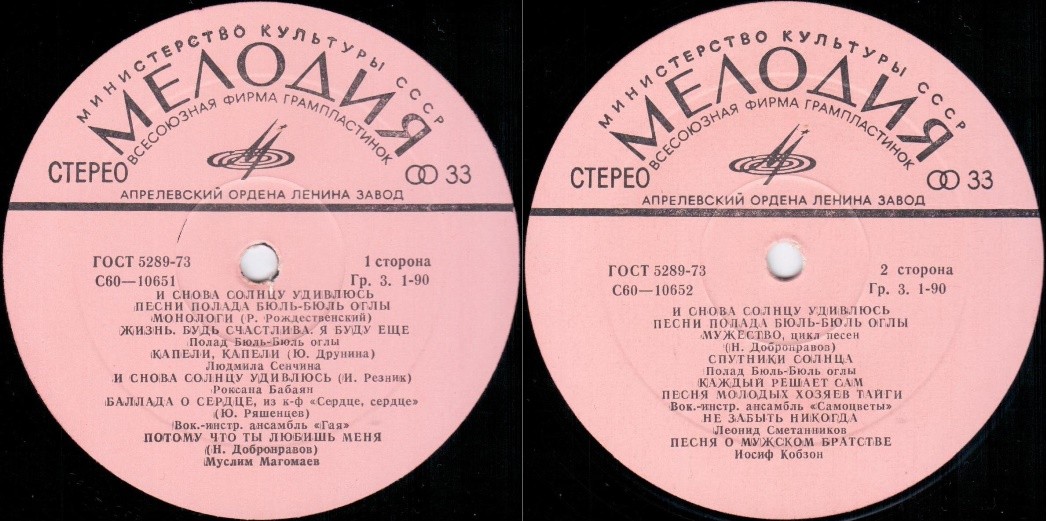 МИНИСТЕРСТВО КУЛЬТУРЫ СССР
МЕЛОДИЯ
ВСЕСОЮЗНАЯ ФИРМА ГРАМПЛАСТИНОК
СТЕРЕО
33
АПРЕЛЕВСКИЙ ОРДЕНА ЛЕНИНА ЗАВОД
ГОСТ 5289-73
1 сторона
С60—10651
Гр. 3. 1-90
И СНОВА СОЛНЦУ УДИВЛЮСЬ
ПЕСНИ ПОЛАДА БЮЛЬ-БЮЛЬ ОГЛЫ
МОНОЛОГИ (Р. Рождественский)
ЖИЗНЬ. БУДЬ СЧАСТЛИВА. Я БУДУ ЕЩЕ
Полад Бюль-Бюль оглы
КАПЕЛИ, КАПЕЛИ (Ю. Друнина)
Людмила Сенчина
И СНОВА СОЛНЦУ УДИВЛЮСЬ (И. Резник)
Роксана Бабаян
БАЛЛАДА О СЕРДЦЕ, из к-ф «Сердце, сердце»
(Ю. Ряшенцев)
Вок.-инстр. ансамбль «Гая»
ПОТОМУ ЧТО ТЫ ЛЮБИШЬ МЕНЯ
(Н. Добронравов)
Муслим Магомаев
МИНИСТЕРСТВО КУЛЬТУРЫ СССР
МЕЛОДИЯ
ВСЕСОЮЗНАЯ ФИРМА ГРАМПЛАСТИНОК
СТЕРЕО
33
АПРЕЛЕВСКИЙ ОРДЕНА ЛЕНИНА ЗАВОД
ГОСТ 5289-73
2 сторона
С60—10652
Гр. 3. 1-90
И СНОВА СОЛНЦУ УДИВЛЮСЬ
ПЕСНИ ПОЛАДА БЮЛЬ-БЮЛЬ ОГЛЫ
МУЖЕСТВО, цикл песен
(Н. Добронравов)
СПУТНИКИ СОЛНЦА
Полад Бюль-Бюль оглы
КАЖДЫЙ РЕШАЕТ САМ
ПЕСНЯ МОЛОДЫХ ХОЗЯЕВ ТАЙГИ
Вок.-инстр. ансамбль «Самоцветы»
НЕ ЗАБЫТЬ НИКОГДА
Леонид Сметанников
ПЕСНЯ О МУЖСКОМ БРАТСТВЕ
Иосиф Кобзон